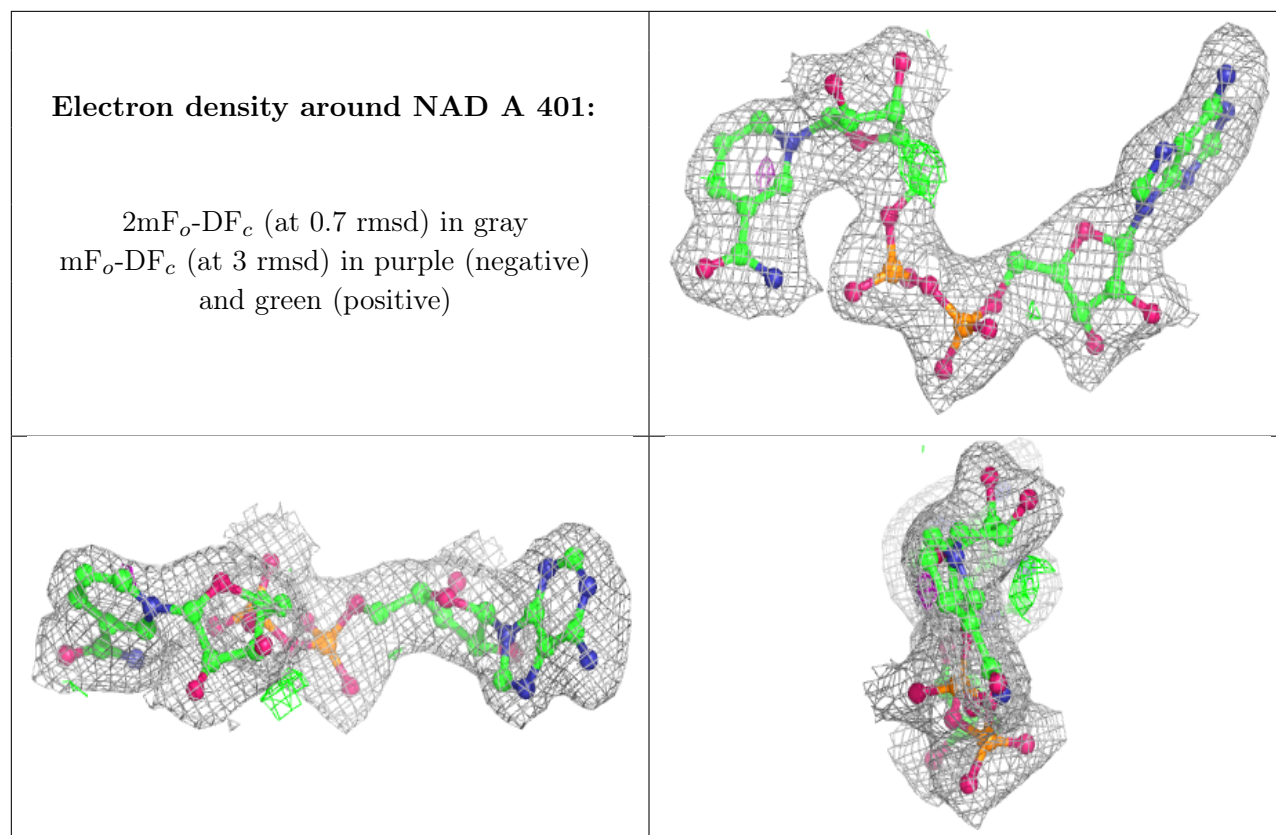 Electron density around NAD A 401:
2mFₒ-DF𝒸 (at 0.7 rmsd) in gray
mFₒ-DF𝒸 (at 3 rmsd) in purple (negative)
and green (positive)